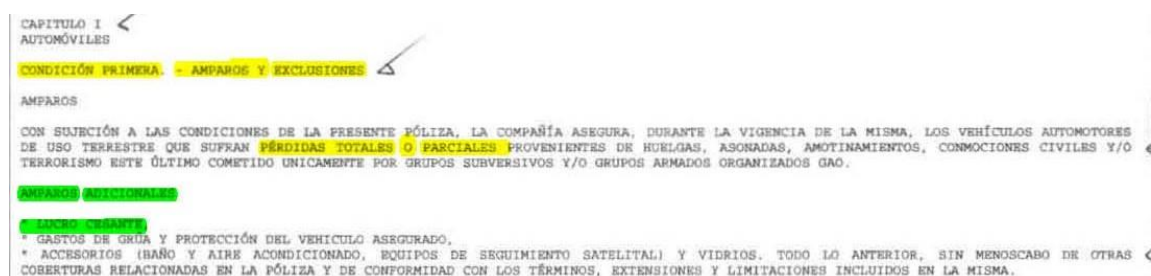 CAPITULO I
AUTOMÓVILES
CONDICIÓN PRIMERA. - AMPAROS Y EXCLUSIONES
AMPAROS
CON SUJECIÓN A LAS CONDICIONES DE LA PRESENTE PÓLIZA, LA COMPAÑÍA ASEGURA, DURANTE LA VIGENCIA DE LA MISMA, LOS VEHÍCULOS AUTOMOTORES
DE USO TERRESTRE QUE SUFRAN PÉRDIDAS TOTALES O PARCIALES PROVENIENTES DE HUELGAS, ASONADAS, AMOTINAMIENTOS, CONMOCIONES CIVILES Y/O
TERRORISMO ESTE ÚLTIMO COMETIDO UNICAMENTE POR GRUPOS SUBVERSIVOS Y/O GRUPOS ARMADOS ORGANIZADOS GAO.
AMPAROS ADICIONALES
* LUCRO CESANTE,
* GASTOS DE GRÚA Y PROTECCIÓN DEL VEHICULO ASEGURADO,
* ACCESORIOS (BAÑO Y AIRE ACONDICIONADO, EQUIPOS DE SEGUIMIENTO SATELITAL) Y VIDRIOS. TODO LO ANTERIOR, SIN MENOSCABO DE OTRAS
COBERTURAS RELACIONADAS EN LA PÓLIZA Y DE CONFORMIDAD CON LOS TÉRMINOS, EXTENSIONES Y LIMITACIONES INCLUIDOS EN LA MISMA.